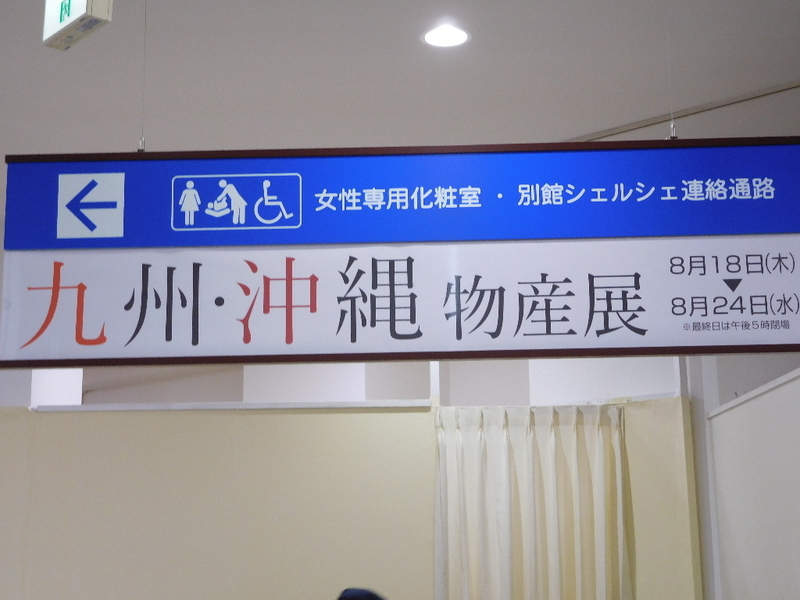 女性専用化粧室・別館シェルシェ連絡通路
九州・沖縄物産展
8月18日(木)
▼
8月24日(水)
※最終日は午後5時閉場